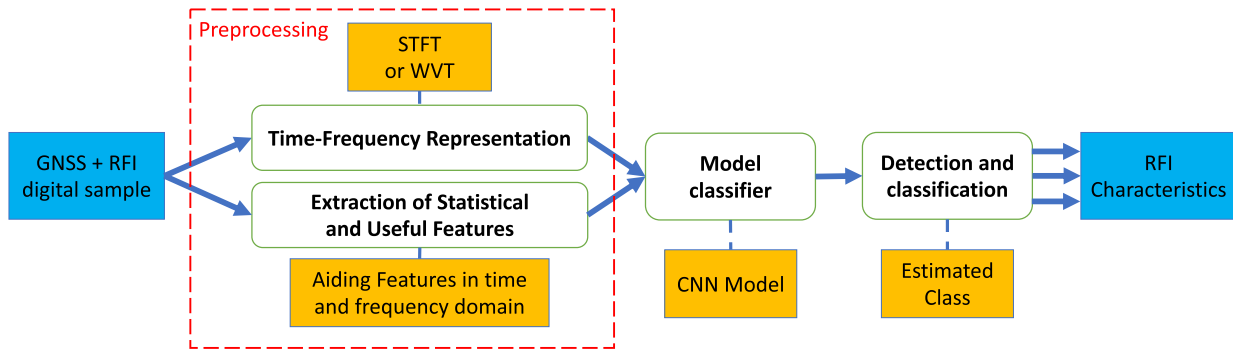 Preprocessing
STFT
or WVT
Time-Frequency Representation
GNSS + RFI
digital sample
Extraction of Statistical
and Useful Features
Aiding Features in time
and frequency domain
Model
classifier
CNN Model
Detection and
classification
Estimated
Class
RFI
Characteristics